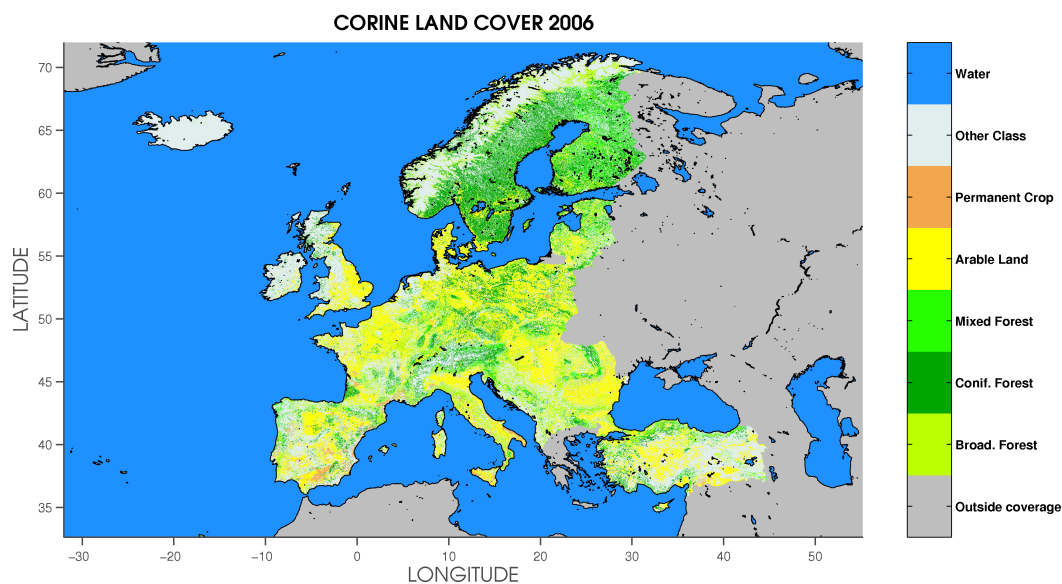 CORINE LAND COVER 2006
70
65
60
55
50
45
40
35
LATITUDE
−30
−20
−10
0
10
20
30
40
50
LONGITUDE
Water
Other Class
Permanent Crop
Arable Land
Mixed Forest
Conif. Forest
Broad. Forest
Outside coverage